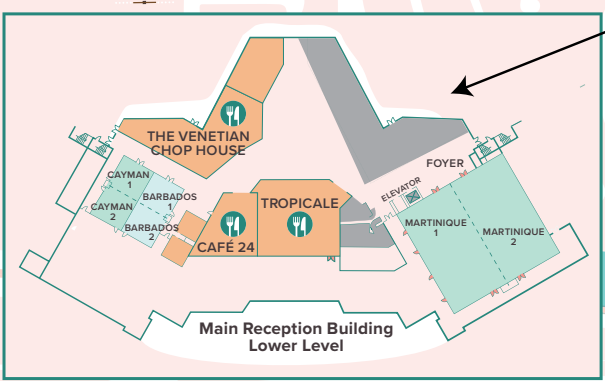 THE VENETIAN
CHOP HOUSE
CAYMAN
1
CAYMAN
2
BARBADOS
1
BARBADOS
2
CAFÉ 24
TROPICALE
ELEVATOR
FOYER
MARTINIQUE
1
MARTINIQUE
2
Main Reception Building
Lower Level